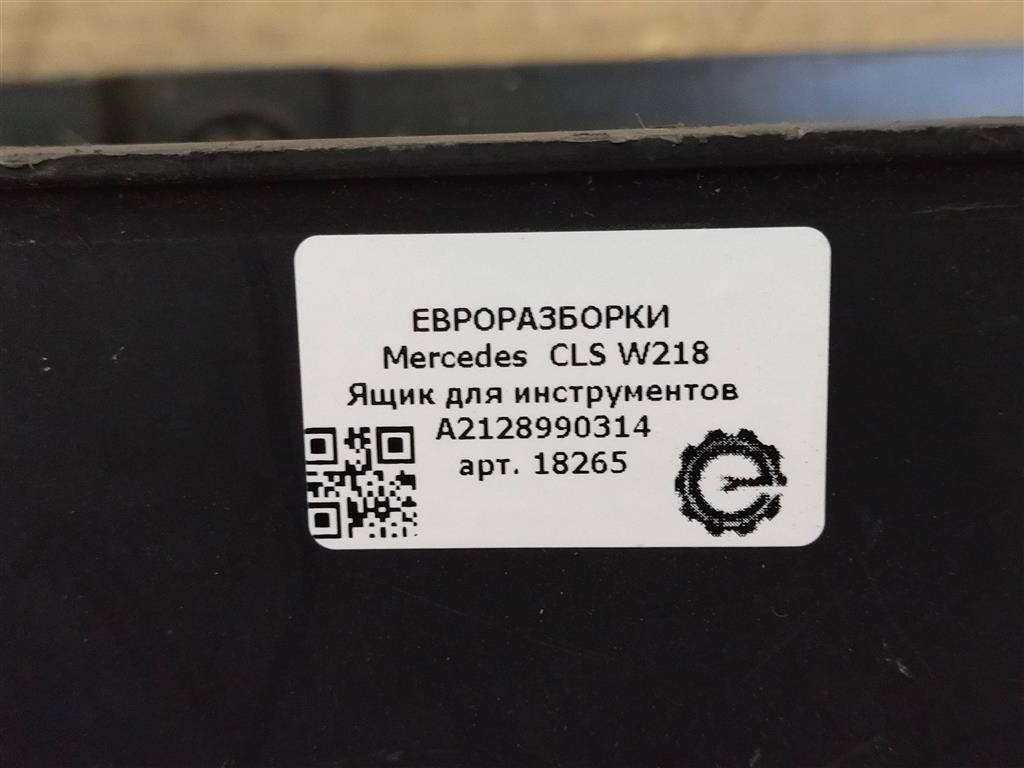 ЕВРОРАЗБОРКИ
Mercedes CLS W218
Ящик для инструментов
A2128990314
арт. 18265